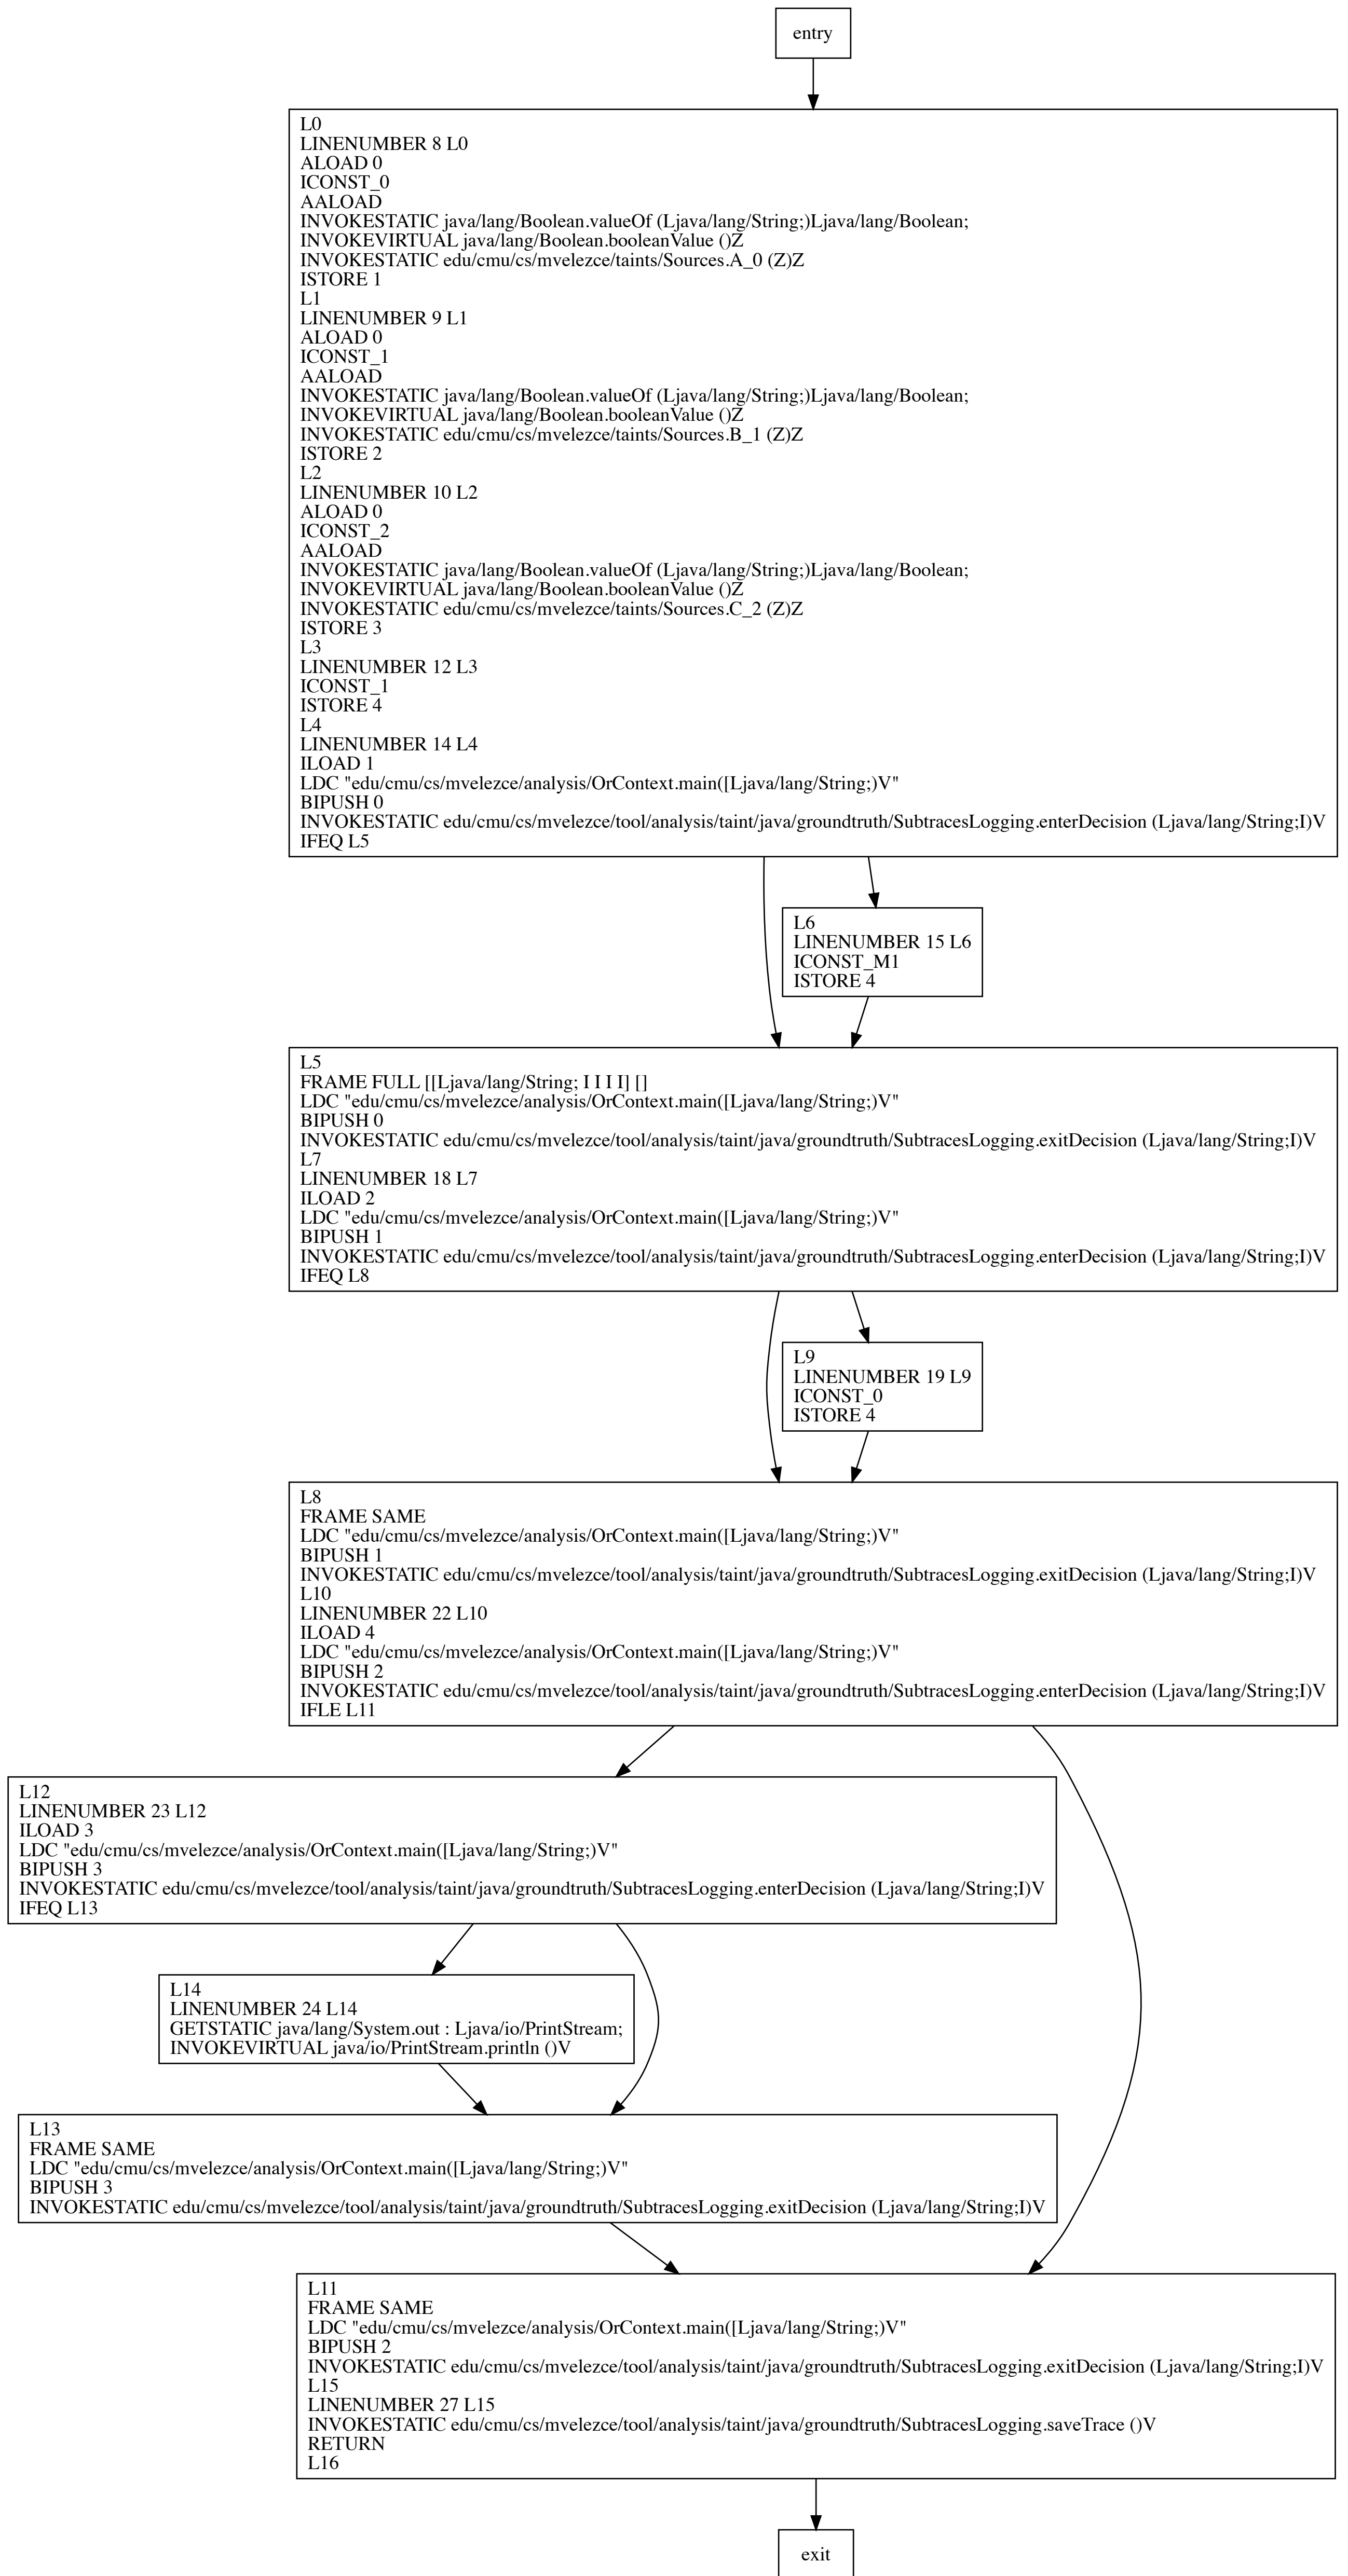 entry
L0
LINENUMBER 8 L0
ALOAD 0
ICONST_0
AALOAD
INVOKESTATIC java/lang/Boolean.valueOf (Ljava/lang/String;)Ljava/lang/Boolean;
INVOKEVIRTUAL java/lang/Boolean.booleanValue ()Z
INVOKESTATIC edu/cmu/cs/mvelezce/taints/Sources.A_0 (Z)Z
ISTORE 1
L1
LINENUMBER 9 L1
ALOAD 0
ICONST_1
AALOAD
INVOKESTATIC java/lang/Boolean.valueOf (Ljava/lang/String;)Ljava/lang/Boolean;
INVOKEVIRTUAL java/lang/Boolean.booleanValue ()Z
INVOKESTATIC edu/cmu/cs/mvelezce/taints/Sources.B_1 (Z)Z
ISTORE 2
L2
LINENUMBER 10 L2
ALOAD 0
ICONST_2
AALOAD
INVOKESTATIC java/lang/Boolean.valueOf (Ljava/lang/String;)Ljava/lang/Boolean;
INVOKEVIRTUAL java/lang/Boolean.booleanValue ()Z
INVOKESTATIC edu/cmu/cs/mvelezce/taints/Sources.C_2 (Z)Z
ISTORE 3
L3
LINENUMBER 12 L3
ICONST_1
ISTORE 4
L4
LINENUMBER 14 L4
ILOAD 1
LDC "edu/cmu/cs/mvelezce/analysis/OrContext.main([Ljava/lang/String;)V"
BIPUSH 0
INVOKESTATIC edu/cmu/cs/mvelezce/tool/analysis/taint/java/groundtruth/SubtracesLogging.enterDecision (Ljava/lang/String;I)V
IFEQ L5
L6
LINENUMBER 15 L6
ICONST_M1
ISTORE 4
L5
FRAME FULL [[Ljava/lang/String; I I I I] []
LDC "edu/cmu/cs/mvelezce/analysis/OrContext.main([Ljava/lang/String;)V"
BIPUSH 0
INVOKESTATIC edu/cmu/cs/mvelezce/tool/analysis/taint/java/groundtruth/SubtracesLogging.exitDecision (Ljava/lang/String;I)V
L7
LINENUMBER 18 L7
ILOAD 2
LDC "edu/cmu/cs/mvelezce/analysis/OrContext.main([Ljava/lang/String;)V"
BIPUSH 1
INVOKESTATIC edu/cmu/cs/mvelezce/tool/analysis/taint/java/groundtruth/SubtracesLogging.enterDecision (Ljava/lang/String;I)V
IFEQ L8
L9
LINENUMBER 19 L9
ICONST_0
ISTORE 4
L8
FRAME SAME
LDC "edu/cmu/cs/mvelezce/analysis/OrContext.main([Ljava/lang/String;)V"
BIPUSH 1
INVOKESTATIC edu/cmu/cs/mvelezce/tool/analysis/taint/java/groundtruth/SubtracesLogging.exitDecision (Ljava/lang/String;I)V
L10
LINENUMBER 22 L10
ILOAD 4
LDC "edu/cmu/cs/mvelezce/analysis/OrContext.main([Ljava/lang/String;)V"
BIPUSH 2
INVOKESTATIC edu/cmu/cs/mvelezce/tool/analysis/taint/java/groundtruth/SubtracesLogging.enterDecision (Ljava/lang/String;I)V
IFLE L11
L12
LINENUMBER 23 L12
ILOAD 3
LDC "edu/cmu/cs/mvelezce/analysis/OrContext.main([Ljava/lang/String;)V"
BIPUSH 3
INVOKESTATIC edu/cmu/cs/mvelezce/tool/analysis/taint/java/groundtruth/SubtracesLogging.enterDecision (Ljava/lang/String;I)V
IFEQ L13
L14
LINENUMBER 24 L14
GETSTATIC java/lang/System.out : Ljava/io/PrintStream;
INVOKEVIRTUAL java/io/PrintStream.println ()V
L13
FRAME SAME
LDC "edu/cmu/cs/mvelezce/analysis/OrContext.main([Ljava/lang/String;)V"
BIPUSH 3
INVOKESTATIC edu/cmu/cs/mvelezce/tool/analysis/taint/java/groundtruth/SubtracesLogging.exitDecision (Ljava/lang/String;I)V
L11
FRAME SAME
LDC "edu/cmu/cs/mvelezce/analysis/OrContext.main([Ljava/lang/String;)V"
BIPUSH 2
INVOKESTATIC edu/cmu/cs/mvelezce/tool/analysis/taint/java/groundtruth/SubtracesLogging.exitDecision (Ljava/lang/String;I)V
L15
LINENUMBER 27 L15
INVOKESTATIC edu/cmu/cs/mvelezce/tool/analysis/taint/java/groundtruth/SubtracesLogging.saveTrace ()V
RETURN
L16
exit